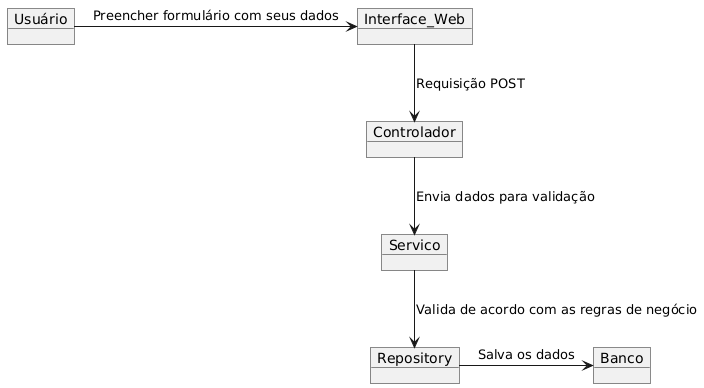 Usuário
Preencher formulário com seus dados
Interface_Web
Requisição POST
Controlador
Envia dados para validação
Servico
Valida de acordo com as regras de negócio
Repository
Salva os dados
Banco